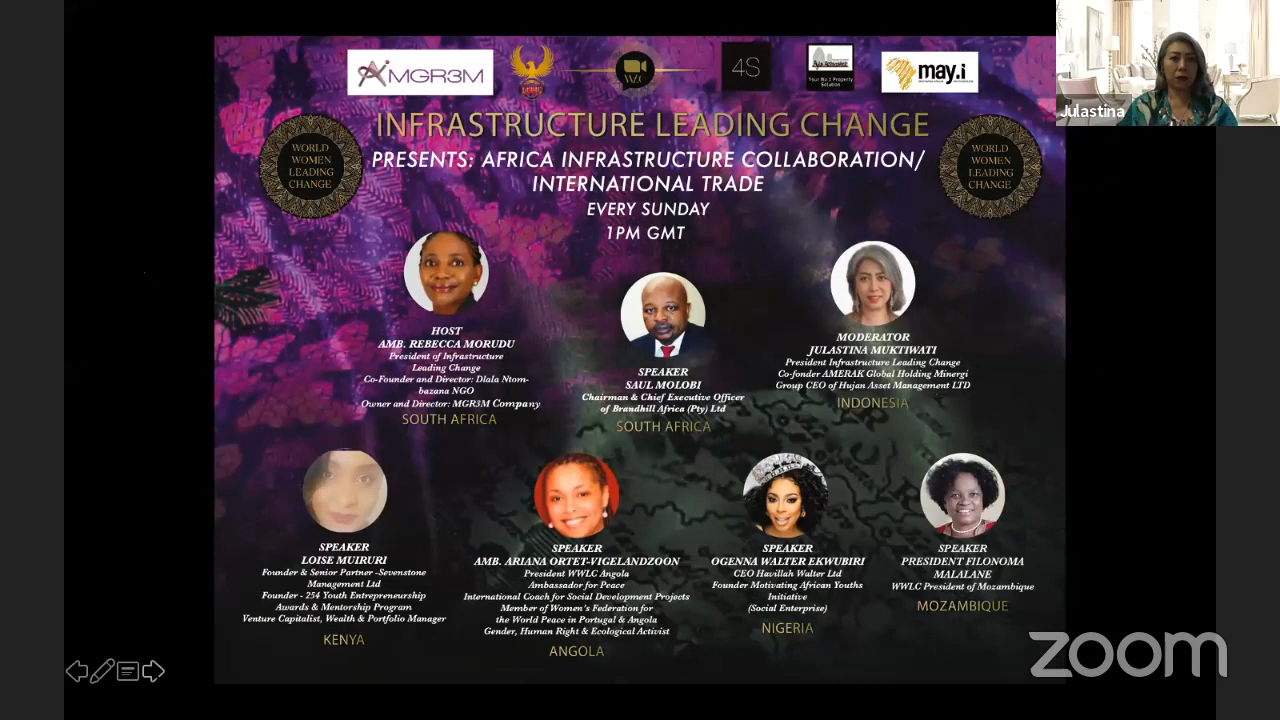 MGR3M
WLC
4S
Your No 1 Property
Solution
may.i
Julastina
INFRASTRUCTURE LEADING CHANGE
WORLD
WOMEN
LEADING
CHANGE
PRESENTS: AFRICA INFRASTRUCTURE COLLABORATION/
INTERNATIONAL TRADE
EVERY SUNDAY
1PM GMT
WORLD
WOMEN
LEADING
CHANGE
HOST
AMB. REBECCA MORUDU
President of Infrastructure
Leading Change
Co-Founder and Director: Dlala Ntom-
bazana NGO
Owner and Director: MGR3M Company
SOUTH AFRICA
SPEAKER
SAUL MOLOBI
Chairman & Chief Executive Officer
of Brandhill Africa (Pty) Ltd
SOUTH AFRICA
MODERATOR
JULASTINA MUKTIWATI
President Infrastructure Leading Change
Co-fonder AMERAK Global Holding Minergi
Group CEO of Hujan Asset Management LTD
INDONESIA
SPEAKER
LOISE MUIRURI
Founder & Senior Partner -Sevenstone
Management Ltd
Founder - 254 Youth Entrepreneurship
Awards & Mentorship Program
Venture Capitalist, Wealth & Portfolio Manager
KENYA
SPEAKER
AMB. ARIANA ORTET-VIGELANDZOON
President WWLC Angola
Ambassador for Peace
International Coach for Social Development Projects
Member of Women's Federation for
the World Peace in Portugal & Angola
Gender, Human Right & Ecological Activist
ANGOLA
SPEAKER
OGENNA WALTER EKWUBIRI
CEO Havillah Walter Ltd
Founder Motivating African Youths
Initiative
(Social Enterprise)
NIGERIA
SPEAKER
PRESIDENT FILONOMA
MALALANE
WWLC President of Mozambique
MOZAMBIQUE
zoom